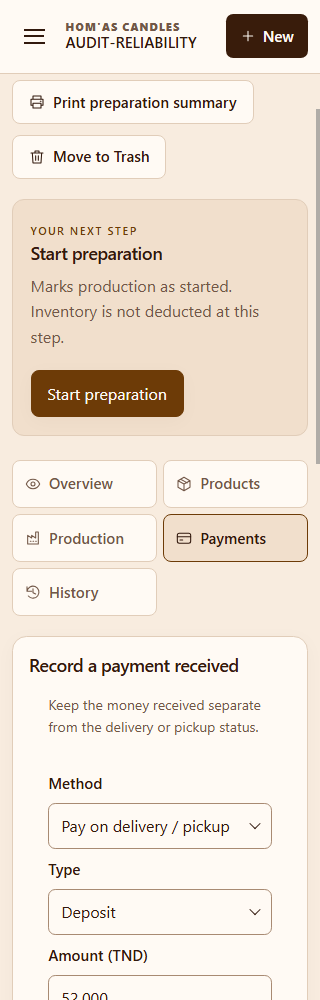 HOM'AS CANDLES
AUDIT-RELIABILITY
New
Print preparation summary
Move to Trash
YOUR NEXT STEP
Start preparation
Marks production as started.
Inventory is not deducted at this
step.
Start preparation
Overview
Products
Production
Payments
History
Record a payment received
Keep the money received separate
from the delivery or pickup status.
Method
Pay on delivery / pickup
Type
Deposit
Amount (TND)
52.000